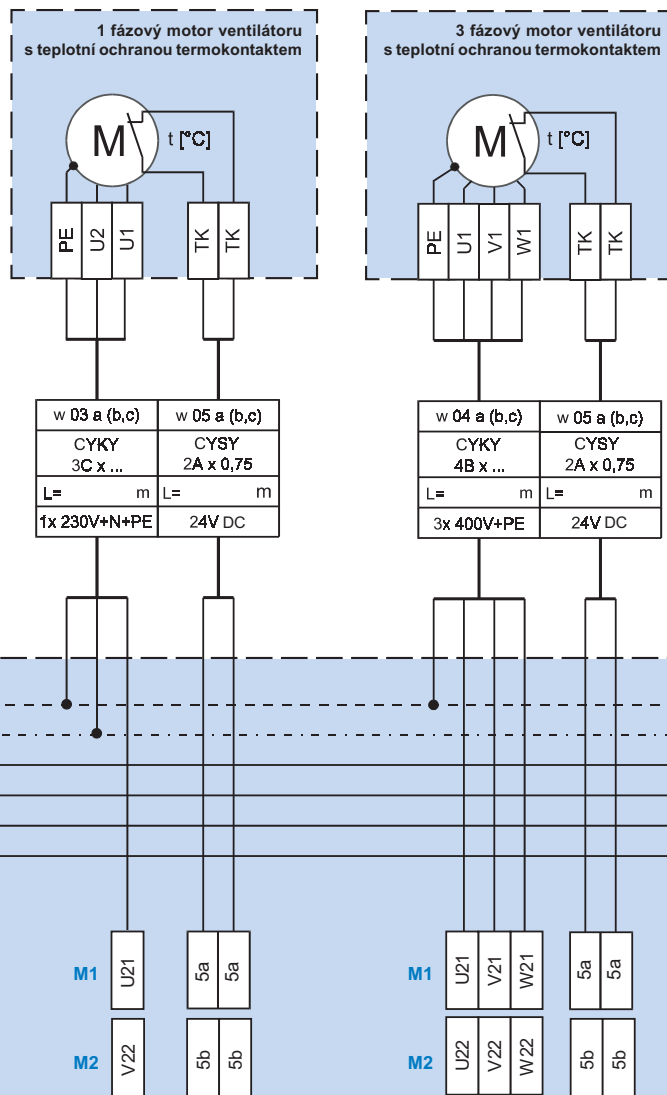 1 fázový motor ventilátoru
s teplotní ochranou termokontaktem
M
t [°C]
PE
U2
U1
TK
TK
w 03 a (b,c)
w 05 a (b,c)
CYKY
3C x ...
CYSY
2A x 0,75
L= m
L= m
1x 230V+N+PE
24V DC
M1
U21
5a
5a
M2
V22
5b
5b
3 fázový motor ventilátoru
s teplotní ochranou termokontaktem
M
t [°C]
PE
U1
V1
W1
TK
TK
w 04 a (b,c)
w 05 a (b,c)
CYKY
4B x ...
CYSY
2A x 0,75
L= m
L= m
3x 400V+PE
24V DC
M1
U21
V21
W21
5a
5a
M2
U22
V22
W22
5b
5b